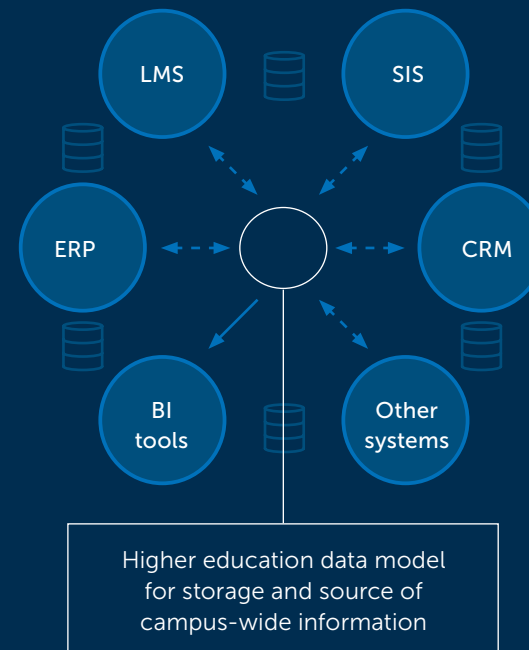 LMS
SIS
ERP
CRM
BI
tools
Other
systems
Higher education data model
for storage and source of
campus-wide information